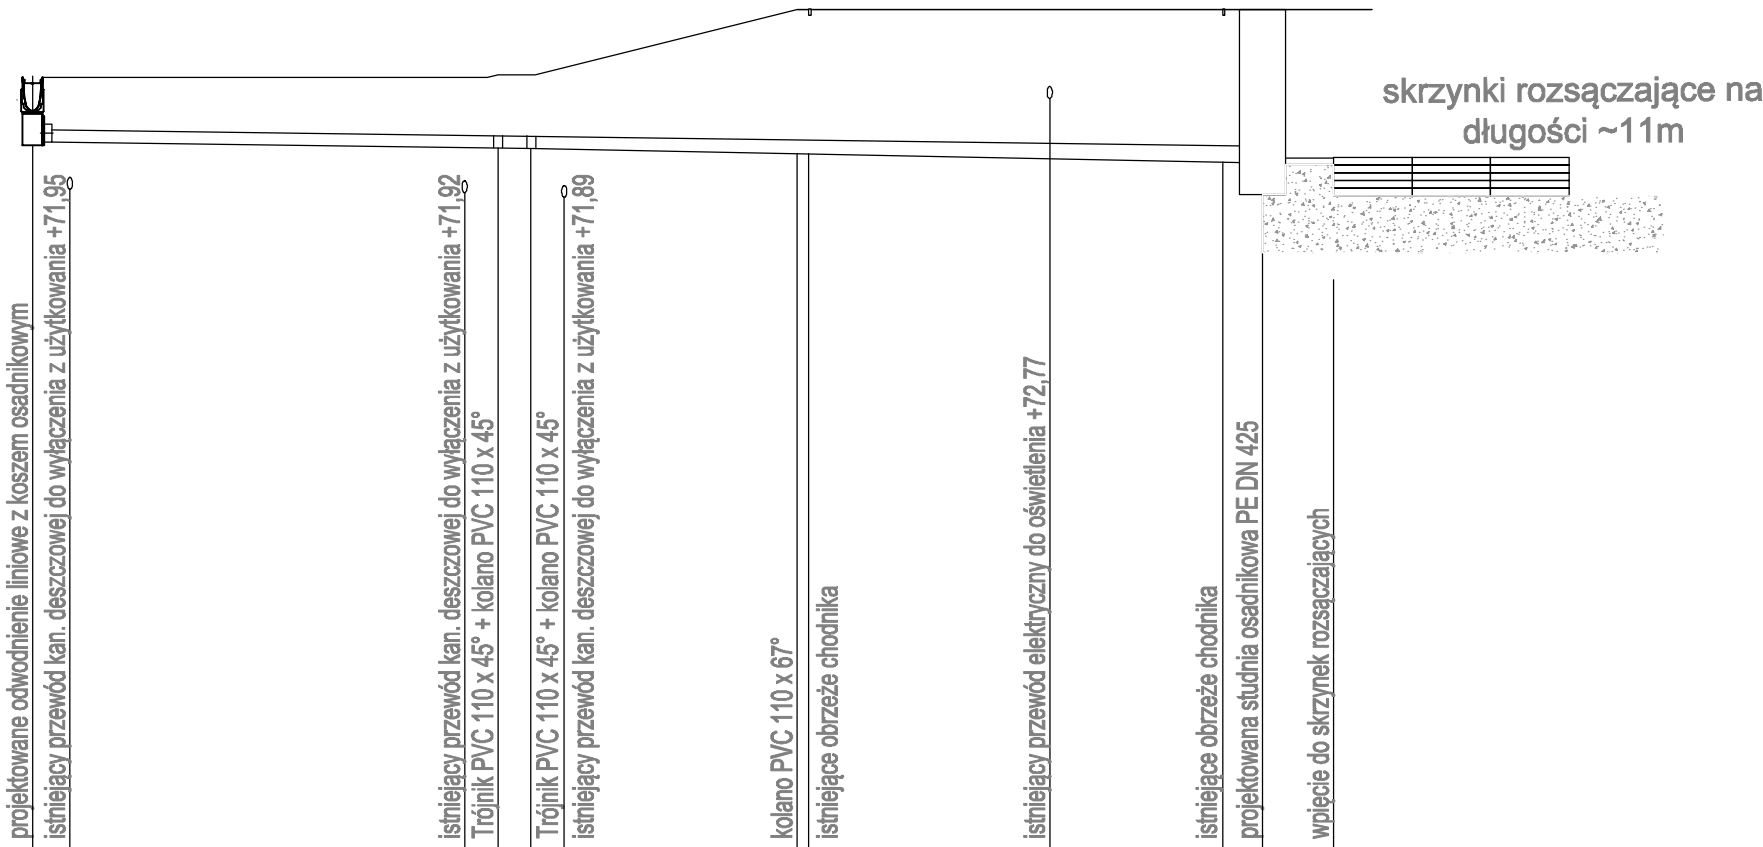 skrzynki rozsączające na
długości ~11m
projektowane odwodnienie liniowe z koszem osadnikowym
istniejący przewód kan. deszczowej do wyłączenia z użytkowania +71,95
istniejący przewód kan. deszczowej do wyłączenia z użytkowania +71,92
Trójnik PVC 110 x 45° + kolano PVC 110 x 45°
Trójnik PVC 110 x 45° + kolano PVC 110 x 45°
istniejący przewód kan. deszczowej do wyłączenia z użytkowania +71,89
kolano PVC 110 x 67°
istniejące obrzeże chodnika
istniejący przewód elektryczny do oświetlenia +72,77
istniejące obrzeże chodnika
projektowana studnia osadnikowa PE DN 425
wpięcie do skrzynek rozsączających